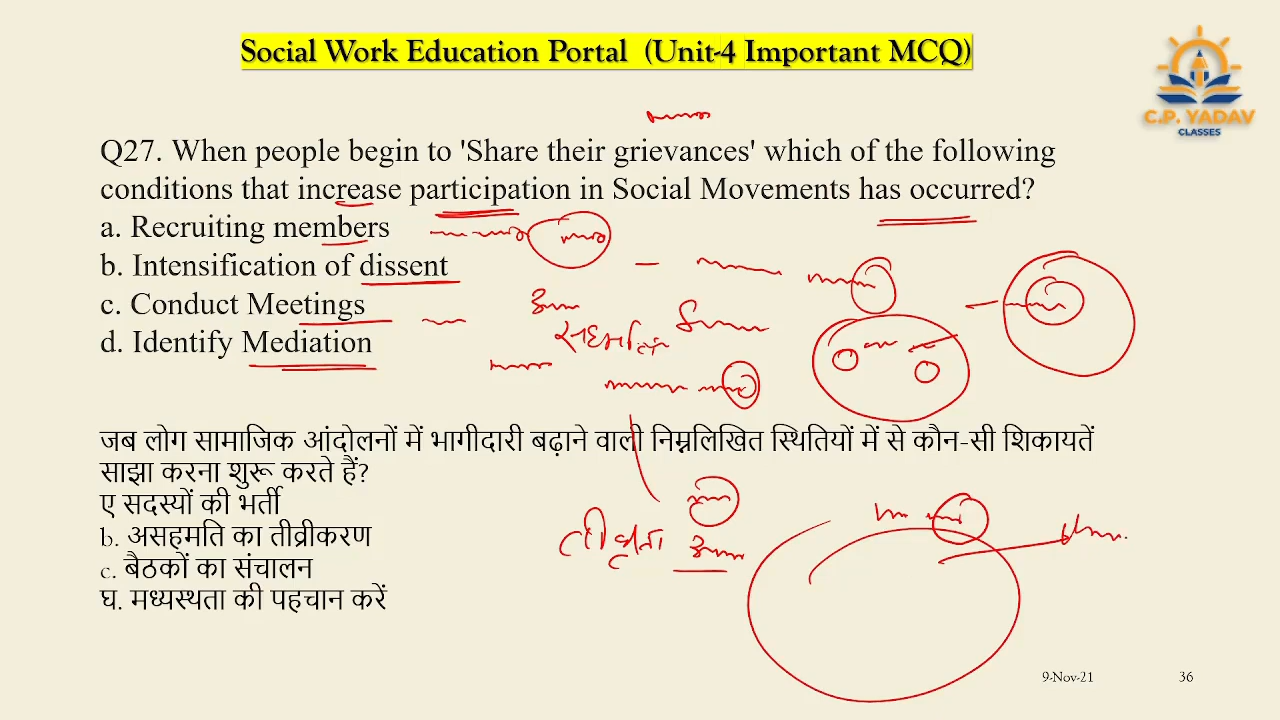 Social Work Education Portal (Unit-4 Important MCQ)
C.P. YADAV
CLASSES
Q27. When people begin to 'Share their grievances' which of the following
conditions that increase participation in Social Movements has occurred?
a. Recruiting members
b. Intensification of dissent
c. Conduct Meetings
d. Identify Mediation
जब लोग सामाजिक आंदोलनों में भागीदारी बढ़ाने वाली निम्नलिखित स्थितियों में से कौन-सी शिकायतें
साझा करना शुरू करते हैं?
ए सदस्यों की भर्ती
b. असहमति का तीव्रीकरण
c. बैठकों का संचालन
घ. मध्यस्थता की पहचान करें
9-Nov-21
36